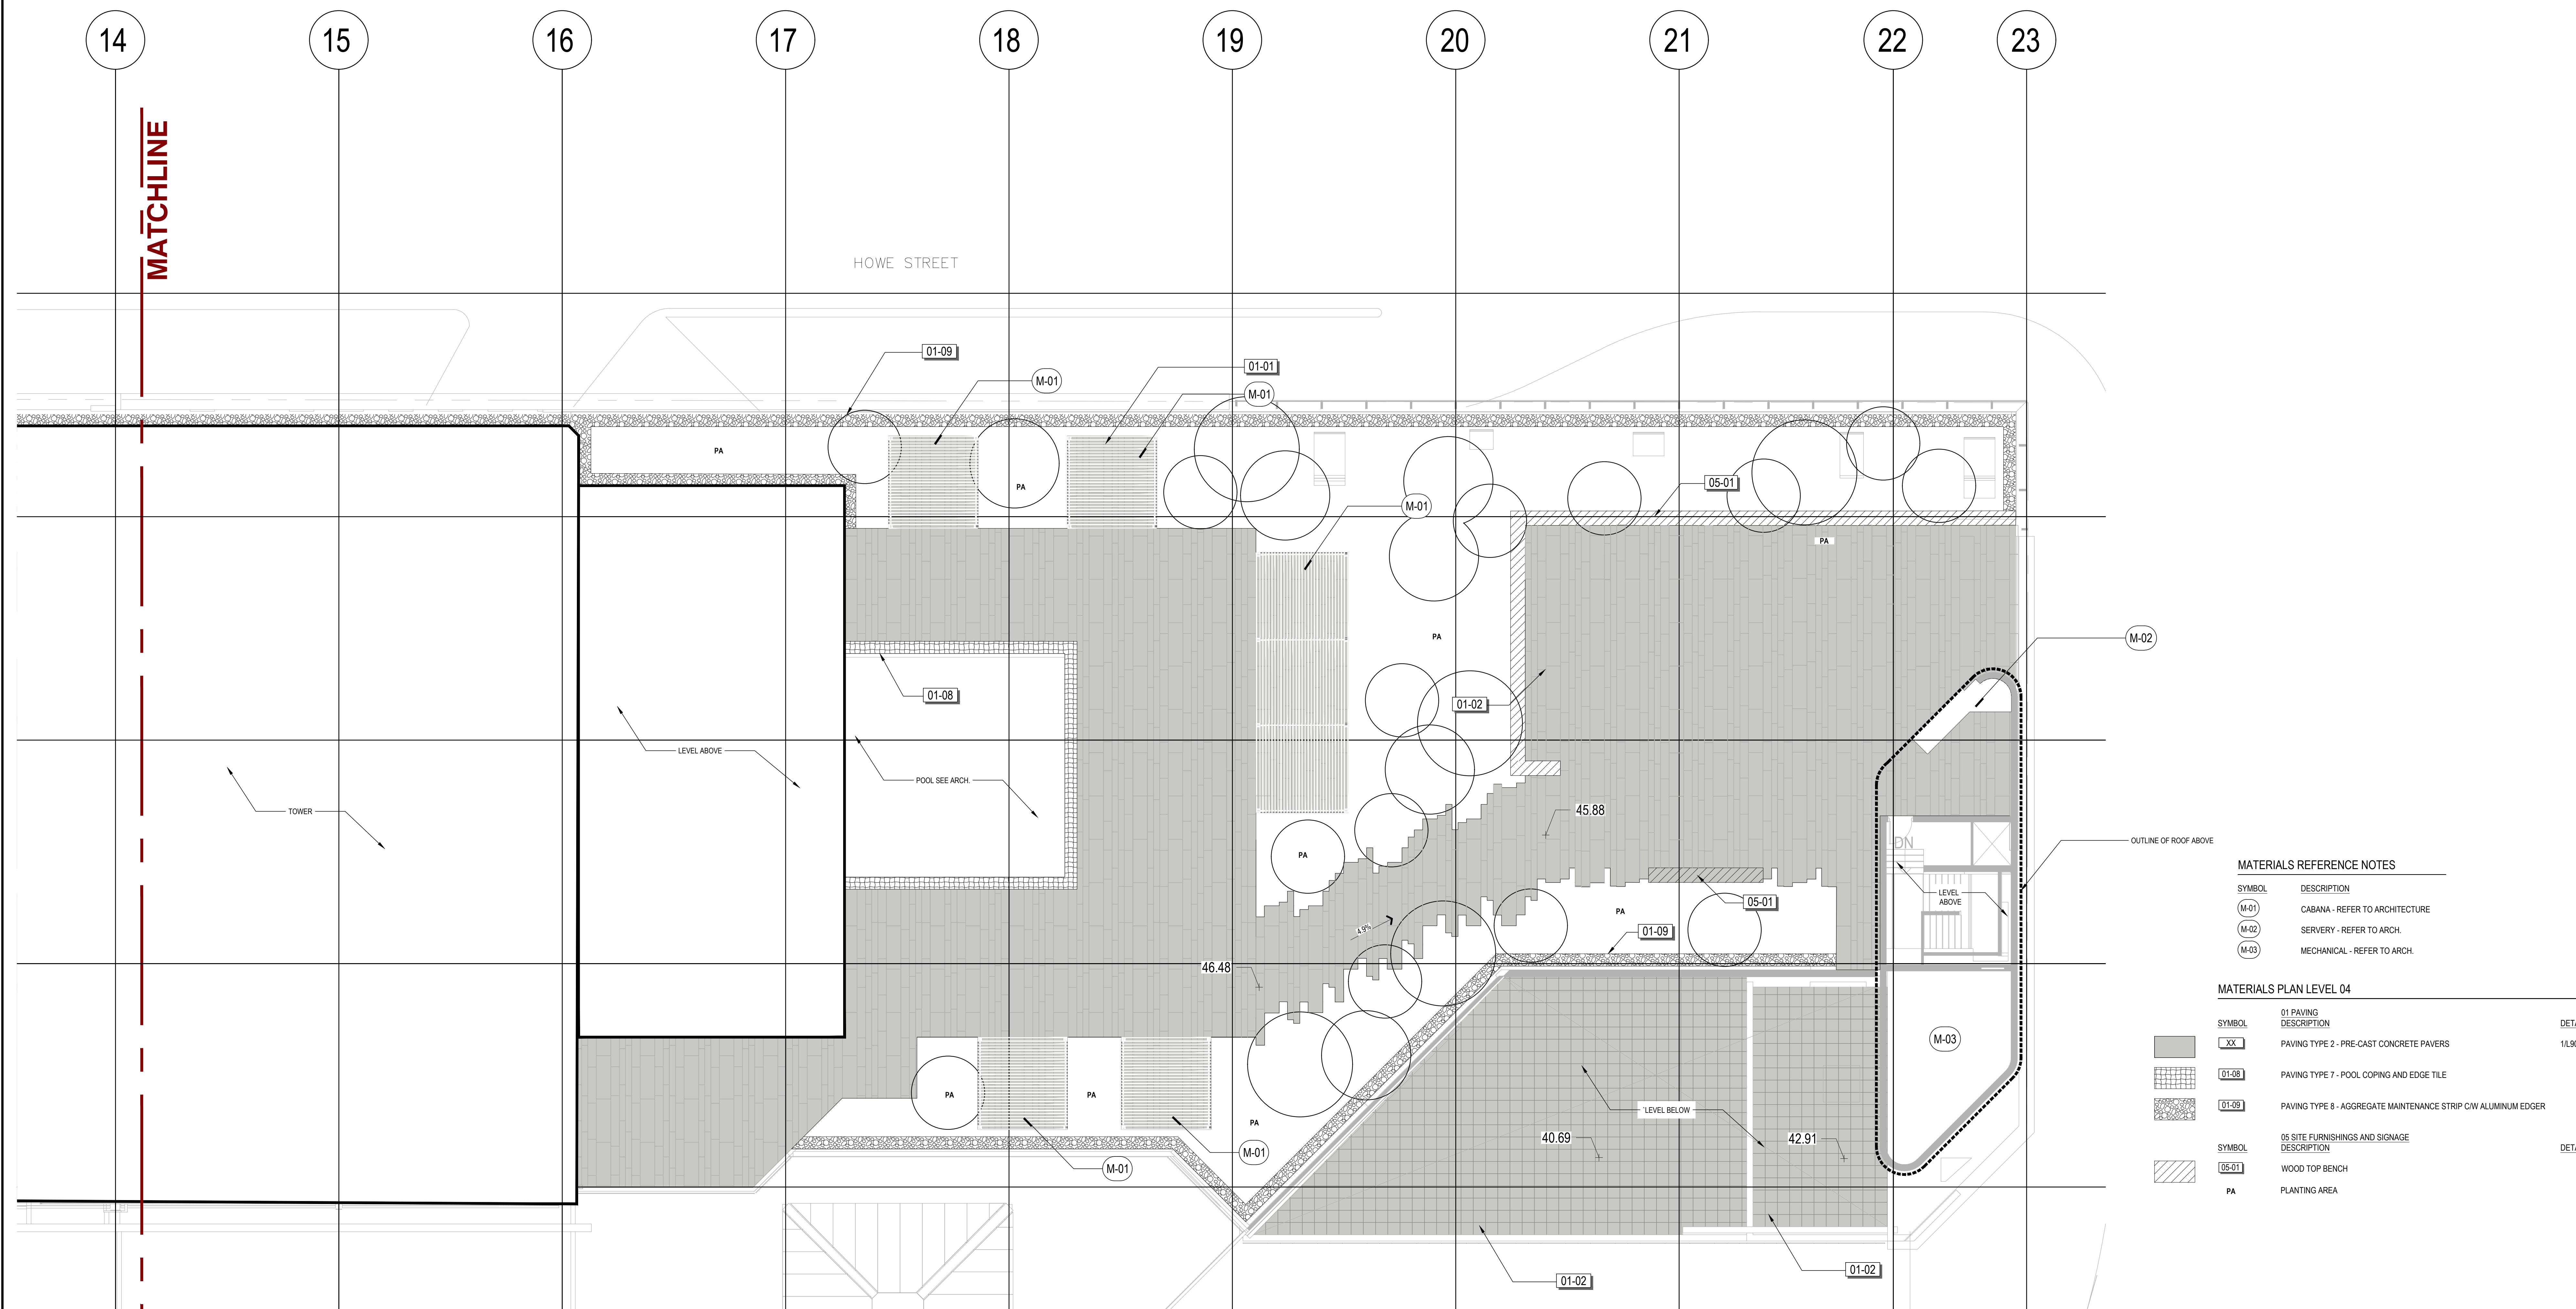 14 15 16 17 18 19 20 21 22 23
MATCHLINE
HOWE STREET
01-09
01-01
M-01
M-01
PA
PA
05-01
M-01
PA
PA
M-02
01-08
01-02
LEVEL ABOVE
POOL SEE ARCH.
TOWER
45.88
DN
OUTLINE OF ROOF ABOVE
PA
LEVEL
ABOVE
05-01
PA
4.9%
01-09
46.48
M-03
PA
PA
PA
`LEVEL BELOW
40.69
42.91
M-01
M-01
01-02
01-02
MATERIALS REFERENCE NOTES
SYMBOL DESCRIPTION
M-01 CABANA - REFER TO ARCHITECTURE
M-02 SERVERY - REFER TO ARCH.
M-03 MECHANICAL - REFER TO ARCH.
MATERIALS PLAN LEVEL 04
01 PAVING
SYMBOL DESCRIPTION DETA
XX PAVING TYPE 2 - PRE-CAST CONCRETE PAVERS 1/L90
01-08 PAVING TYPE 7 - POOL COPING AND EDGE TILE
01-09 PAVING TYPE 8 - AGGREGATE MAINTENANCE STRIP C/W ALUMINUM EDGER
05 SITE FURNISHINGS AND SIGNAGE
SYMBOL DESCRIPTION DETA
05-01 WOOD TOP BENCH
PA PLANTING AREA